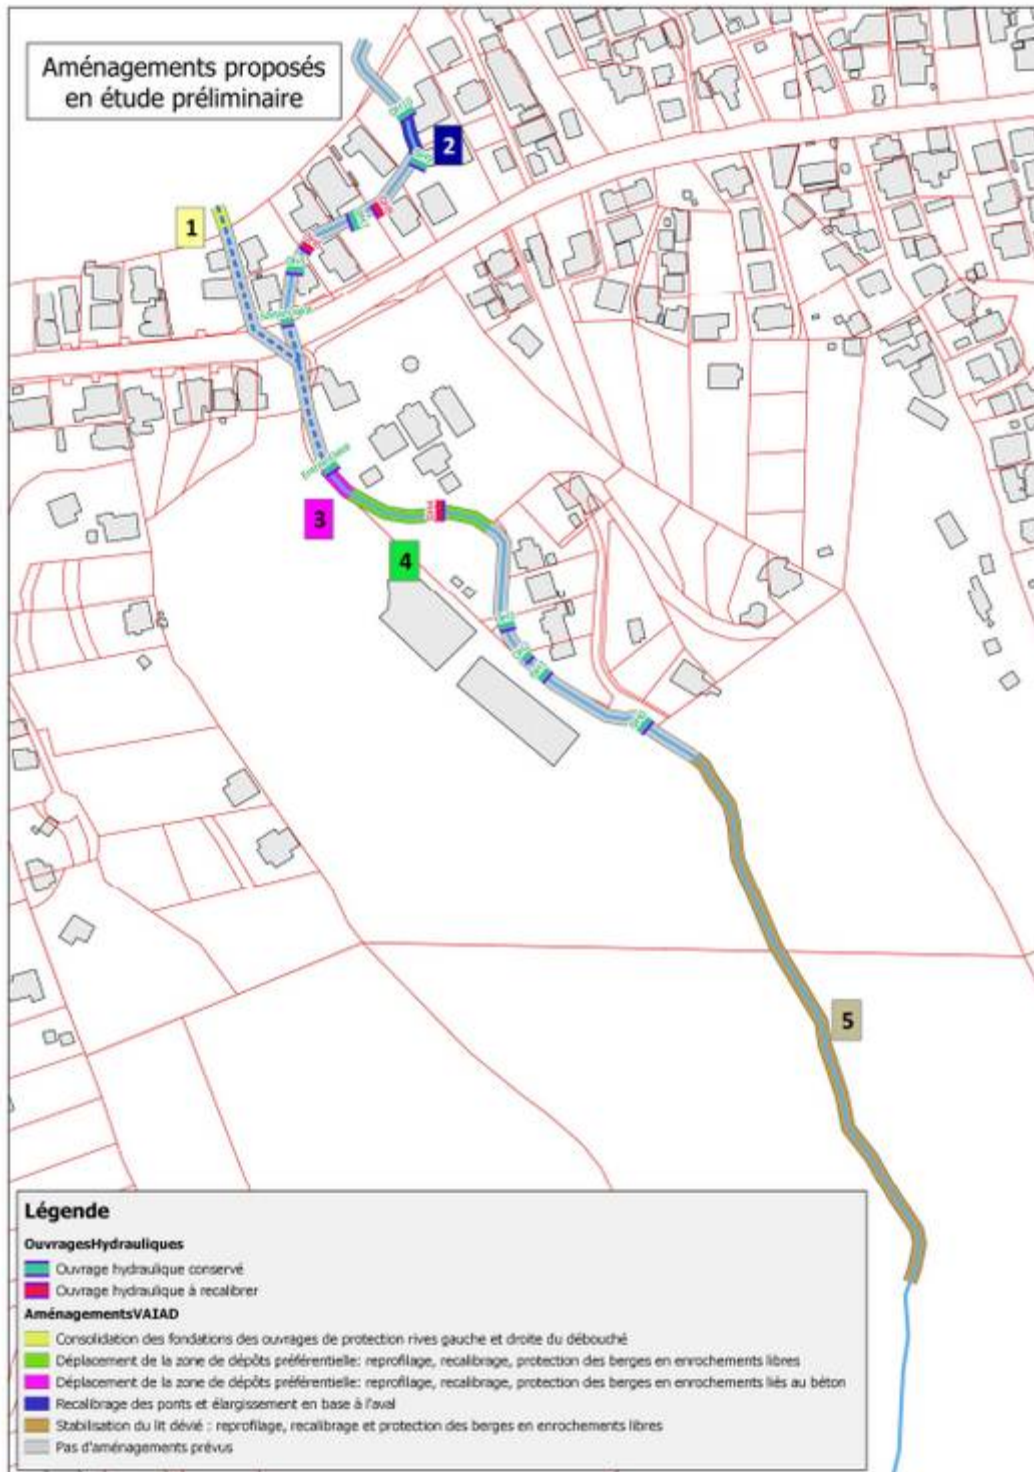 Aménagements proposés
en étude préliminaire
2
1
3
4
5
Légende
OuvragesHydrauliques
Ouvrage hydraulique conservé
Ouvrage hydraulique à recalibrer
AménagementsVAIAD
Consolidation des fondations des ouvrages de protection rives gauche et droite du débouché
Déplacement de la zone de dépôts préférentielle: reprofilage, recalibrage, protection des berges en enrochements libres
Déplacement de la zone de dépôts préférentielle: reprofilage, recalibrage, protection des berges en enrochements liés au béton
Recalibrage des ponts et élargissement en base à l'aval
Stabilisation du lit dévié : reprofilage, recalibrage et protection des berges en enrochements libres
Pas d'aménagements prévus